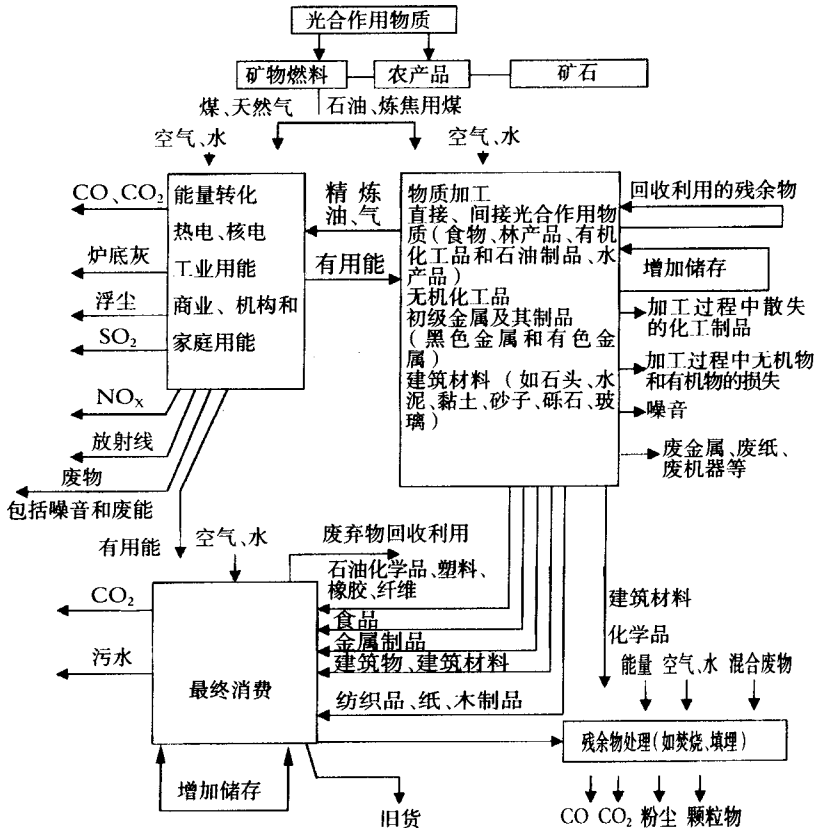 光合作用物质
矿物燃料
农产品
矿石
煤、天然气
石油、炼焦用煤
空气、水
空气、水
CO、CO₂
炉底灰
浮尘
SO₂
NOX
放射线
废物
包括噪音和废能
有用能
能量转化
热电、核电
工业用能
商业、机构和
家庭用能
精炼
油、气
有用能
物质加工
直接、间接光合作用物
质(食物、林产品、有机
化工品和石油制品、水
产品)
无机化工品
初级金属及其制品
(黑色金属和有色金
属)
建筑材料(如石头、水
泥、黏土、砂子、砾石、玻
璃)
回收利用的残余物
增加储存
加工过程中散失
的化工制品
加工过程中无机物
和有机物的损失
噪音
废金属、废纸、
废机器等
空气、水
废弃物回收利用
石油化学品、塑料、
橡胶、纤维
食品
金属制品
建筑物、建筑材料
纺织品、纸、木制品
CO₂
污水
最终消费
增加储存
旧货
建筑材料
化学品
能量
空气、水
混合废物
残余物处理(如焚烧、填埋)
CO CO₂ 粉尘 颗粒物